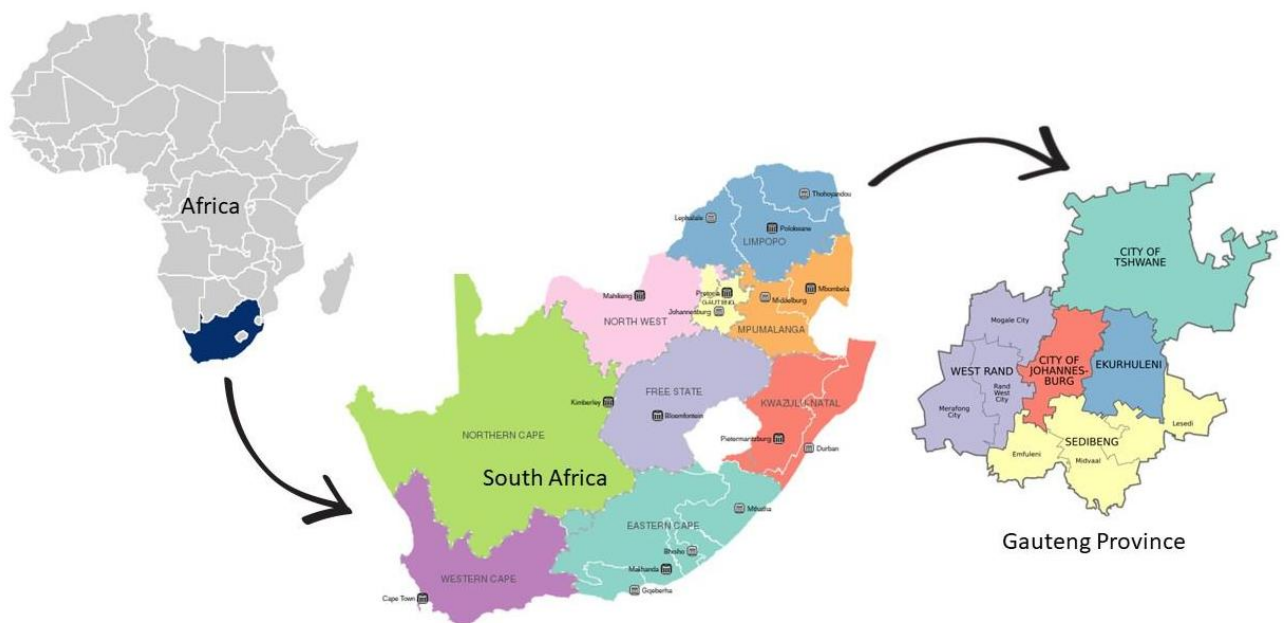 Africa
Thohoyandou
Lephalale
Polokwane
LIMPOPO
Mahikeng
Pretoria
GAUTENG
Johannesburg
Middelburg
Mbombela
NORTH WEST
MPUMALANGA
FREE STATE
Kimberley
Bloemfontein
KWAZULU-NATAL
NORTHERN CAPE
Pietermaritzburg
Durban
South Africa
Mthatha
EASTERN CAPE
Bhisho
Makhanda
WESTERN CAPE
Gqeberha
Cape Town
CITY OF
TSHWANE
Mogale City
CITY OF
JOHANNES-
BURG
EKURHULENI
WEST RAND
Rand
West
City
Merafong
City
Lesedi
SEDIBENG
Emfuleni
Midvaal
Gauteng Province